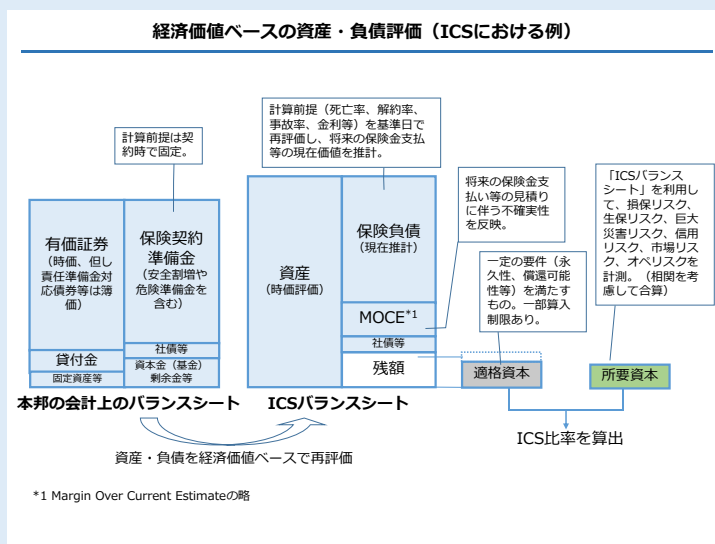 経済価値ベースの資産・負債評価（ICSにおける例）
計算前提は契
約時で固定。
計算前提（死亡率、解約率、
事故率、金利等）を基準日で
再評価し、将来の保険金支払
等の現在価値を推計。
将来の保険金支
払い等の見積り
に伴う不確実性
を反映。
「ICSバランス
シート」を利用し
て、損保リスク、
生保リスク、巨大
災害リスク、信用
リスク、市場リス
ク、オペリスクを
計測。（相関を考
慮して合算）
一定の要件（永
久性、償還可能
性等）を満たす
もの。一部算入
制限あり。
有価証券
（時価、但し
責任準備金対
応債券等は簿
価）
貸付金
固定資産等
保険契約
準備金
（安全割増や
危険準備金を
含む）
社債等
資本金（基金）
剰余金等
本邦の会計上のバランスシート
資産
（時価評価）
保険負債
（現在推計）
MOCE*1
社債等
残額
ICSバランスシート
適格資本
所要資本
ICS比率を算出
資産・負債を経済価値ベースで再評価
*1 Margin Over Current Estimateの略